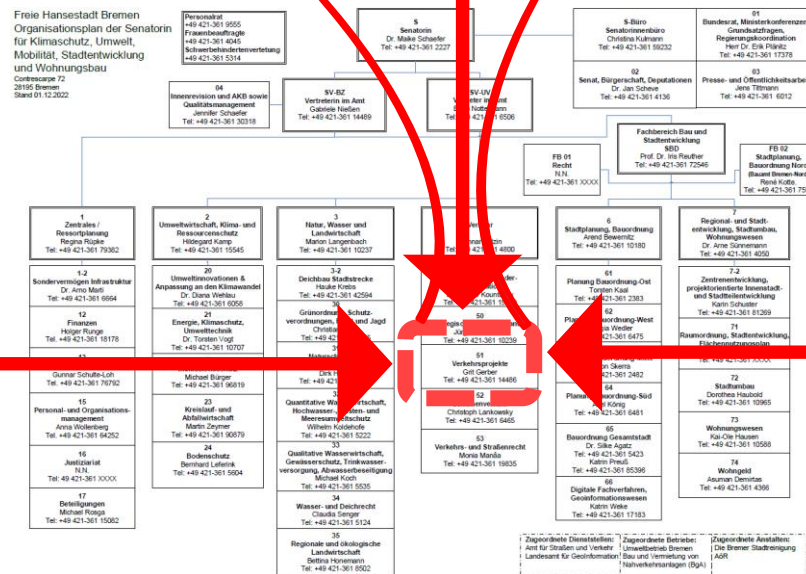 Freie Hansestadt Bremen
Organisationsplan der Senatorin
für Klimaschutz, Umwelt,
Mobilität, Stadtentwicklung
und Wohnungsbau
Contrescarpe 72
28195 Bremen
Stand 01.12.2022
Personalrat
+49 421-361 9555
Frauenbeauftragte
+49 421-361 4045
Schwerbehindertenvertretung
+49 421-361 5314
S
Senatorin
Dr. Maike Schaefer
Tel: +49 421-361 2227
S-Büro
Senatorinnenbüro
Christina Kulmann
Tel: +49 421-361 59232
01
Bundesrat, Ministerkonferenzen
Grundsatzfragen,
Regierungskoordination
Herr Dr. Erik Plänitz
Tel: +49 421-361 17378
02
Senat, Bürgerschaft, Deputationen
Dr. Jan Scheve
Tel: +49 421-361 4136
03
Presse- und Öffentlichkeitsarbeit
Jens Tittmann
Tel: +49 421-361 6012
04
Innenrevision und AKB sowie
Qualitätsmanagement
Jennifer Schaefer
Tel: +49 421-361 30318
SV-BZ
Vertreterin im Amt
Gabriele Nießen
Tel: +49 421-361 14489
SV-UV
im Amt
6506
Fachbereich Bau und
Stadtentwicklung
SBD
Prof. Dr. Iris Reuther
Tel: +49 421-361 72546
FB 01
Recht
N.N.
Tel: +49 421-361 XXXX
FB 02
Stadtplanung,
Bauordnung Nord
(Bauamt Bremen-Nord)
René Kotte
Tel: +49 421-361 75
1
Zentrales /
Ressortplanung
Regina Rüpke
Tel: +49 421-361 79382
2
Umweltwirtschaft, Klima- und
Ressourcenschutz
Hildegard Kamp
Tel: +49 421-361 15545
3
Natur, Wasser und
Landwirtschaft
Marion Langenbach
Tel: +49 421-361 10237
4800
6
Stadtplanung, Bauordnung
Arend Bewernitz
Tel: +49 421-361 10180
7
Regional- und Stadt-
entwicklung, Stadtumbau,
Wohnungswesen
Dr. Arne Sünnemann
Tel: +49 421-361 4050
1-2
Sondervermögen Infrastruktur
Dr. Arno Martl
Tel: +49 421-361 6664
12
Finanzen
Holger Runge
Tel: +49 421-361 18178
Gunnar Schulte-Loh
Tel: +49 421-361 76792
15
Personal- und Organisations-
management
Anna Wollenberg
Tel: +49 421-361 64252
16
Justiziariat
N.N.
Tel: 49 421-361 XXXX
17
Beteiligungen
Michael Rosga
Tel: +49 421-361 15082
20
Umweltinnovationen &
Anpassung an den Klimawandel
Dr. Diana Wehlau
Tel: +49 421-361 6058
21
Energie, Klimaschutz,
Umwelttechnik
Dr. Torsten Vogt
Tel: +49 421-361 10707
Michael Bürger
Tel: +49 421-361 96819
23
Kreislauf- und
Abfallwirtschaft
Martin Zeymer
Tel: +49 421-361 90879
24
Bodenschutz
Bernhard Leferink
Tel: +49 421-361 5604
3-2
Deichbau Stadtstrecke
Hauke Krebs
Tel: +49 421-361 42594
Quantitative
Wilhelm Koldehofe
Tel: +49 421-361 5222
33
Qualitative Wasserwirtschaft,
Gewässerschutz, Trinkwasser-
versorgung, Abwasserbeseitigung
Michael Koch
Tel: +49 421-361 5535
34
Wasser- und Deichrecht
Claudia Senger
Tel: +49 421-361 5124
35
Regionale und ökologische
Landwirtschaft
Bettina Honemann
Tel: +49 421-361 8502
50
10239
51
Verkehrsprojekte
Grit Gerber
Tel: +49 421-361 14486
52
Christoph Lankowsky
Tel: +49 421-361 6465
53
Verkehrs- und Straßenrecht
Monia Manâa
Tel: +49 421-361 19835
61
Planung Bauordnung-Ost
Torsten Kaal
2383
62
Weder
6475
Skerra
2482
64
König
6481
65
Bauordnung Gesamtstadt
Dr. Silke Agatz
Tel: +49 421-361 5423
Katrin Preuß
Tel: +49 421-361 85396
66
Digitale Fachverfahren,
Geoinformationswesen
Katrin Weke
Tel: +49 421-361 17183
7-2
Zentrenentwicklung,
projektorientierte Innenstadt-
und Stadtteilentwicklung
Karin Schuster
Tel: +49 421-361 81269
71
Raumordnung, Stadtentwicklung,
Flächennutzungsplan
72
Stadtumbau
Dorothea Haubold
Tel: +49 421-361 10965
73
Wohnungswesen
Kai-Ole Hausen
Tel: +49 421-361 10588
74
Wohngeld
Asuman Demirtas
Tel: +49 421-361 4366
Zugeordnete Dienststellen:
Amt für Straßen und Verkehr
Landesamt für Geoinformation
Zugeordnete Betriebe:
Umweltbetrieb Bremen
Bau und Vermietung von
Nahverkehrsanlagen (BgA)
Zugeordnete Anstalten:
Die Bremer Stadtreinigung
AöR